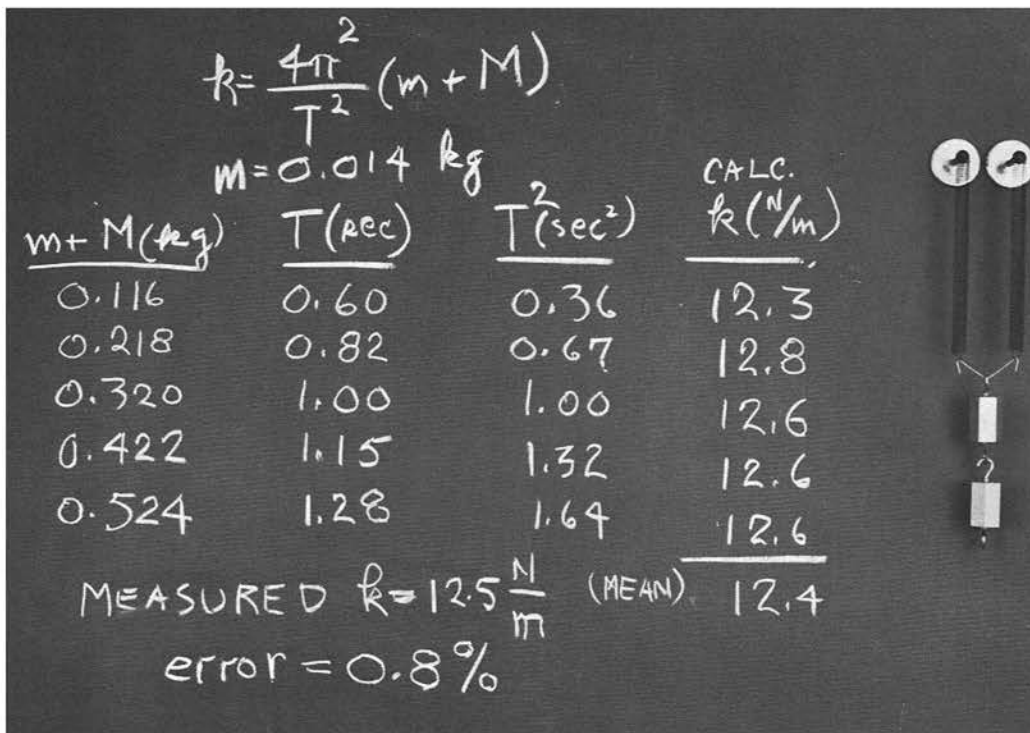 k = 4π²/T² (m + M)
m = 0.014 kg
CALC.
m + M (kg) T (sec) T² (sec²) k (N/m)
0.116 0.60 0.36 12.3
0.218 0.82 0.67 12.8
0.320 1.00 1.00 12.6
0.422 1.15 1.32 12.6
0.524 1.28 1.64 12.6
MEASURED k = 12.5 N/m (MEAN) 12.4
error = 0.8%